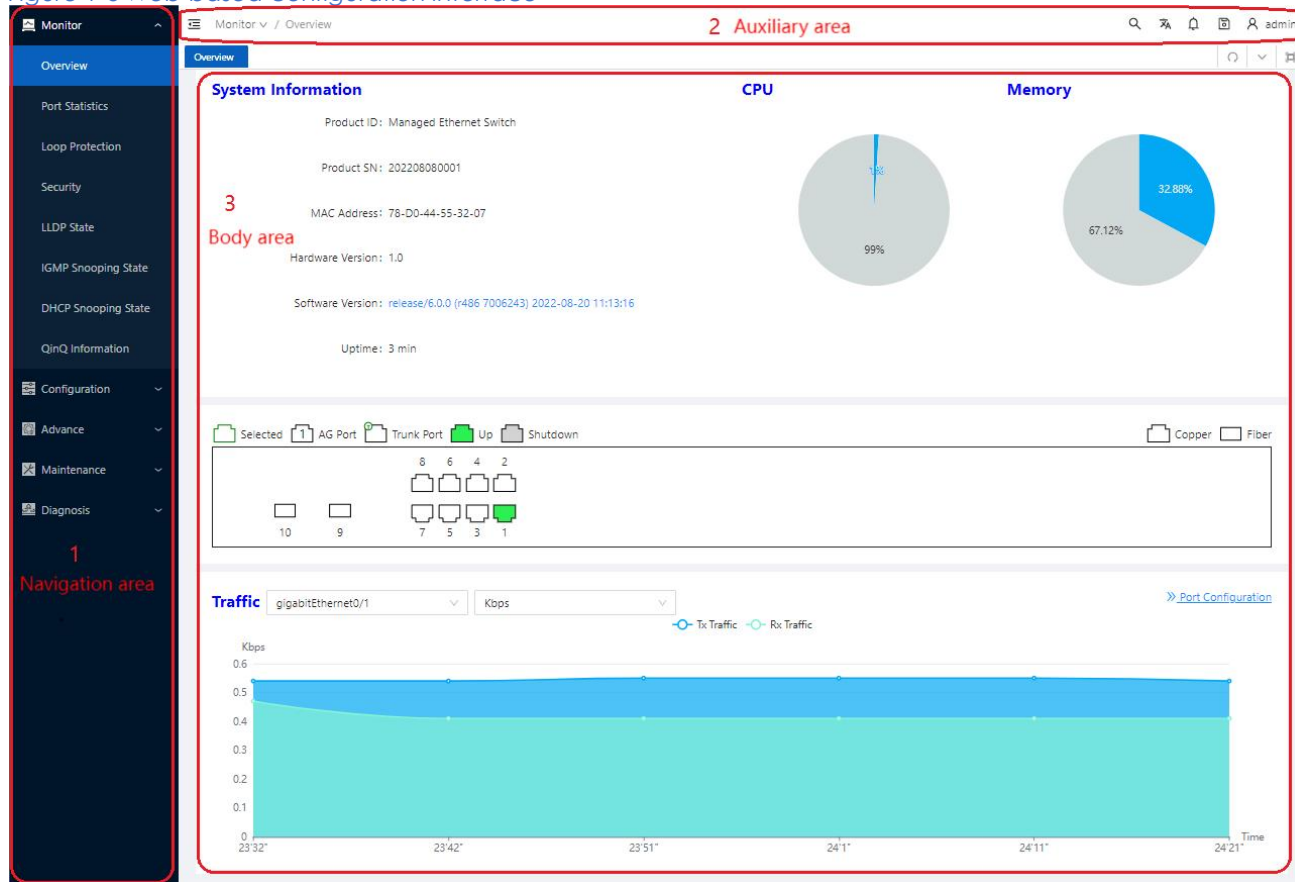 Monitor
Monitor / Overview
2 Auxiliary area
admin
Overview
Port Statistics
Loop Protection
Security
LLDP State
IGMP Snooping State
DHCP Snooping State
QinQ Information
Configuration
Advance
Maintenance
Diagnosis
1
Navigation area
Overview
System Information
Product ID: Managed Ethernet Switch
Product SN: 202208080001
MAC Address: 78-D0-44-55-32-07
Hardware Version: 1.0
Software Version: release/6.0.0 (r486 7006243) 2022-08-20 11:13:16
Uptime: 3 min
3
Body area
CPU
1%
99%
Memory
32.88%
67.12%
Selected 1 AG Port Trunk Port Up Shutdown
Copper Fiber
8 6 4 2
10 9 7 5 3 1
Traffic gigabitEthernet0/1 Kbps
Port Configuration
Tx Traffic Rx Traffic
Kbps
0.6
0.5
0.4
0.3
0.2
0.1
0
23'32" 23'42" 23'51" 24'1" 24'11" 24'21"
Time